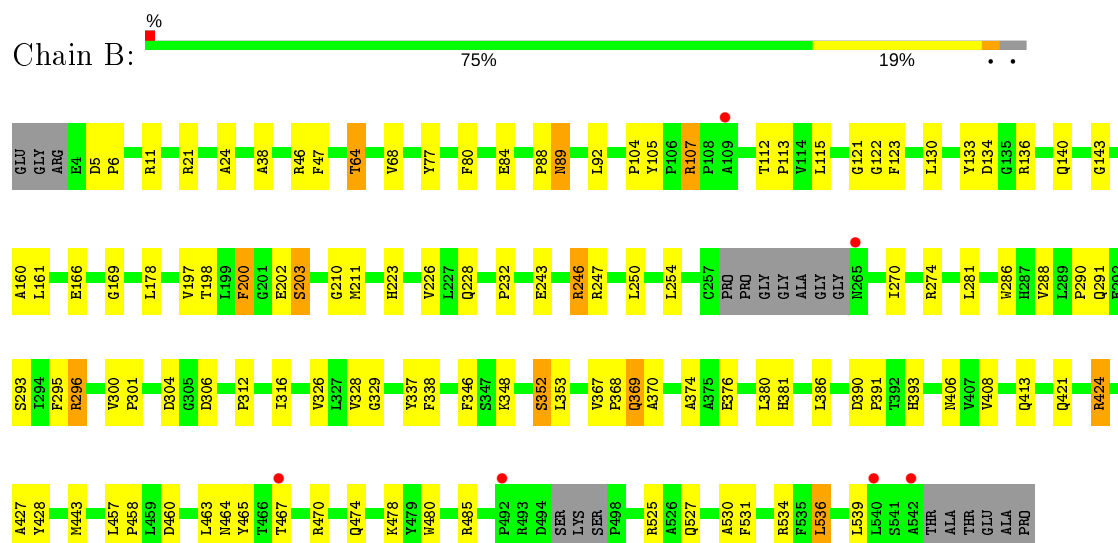 %
Chain B:
75% 19% • •
GLU GLY ARG E4 D5 P6 R11 R21 A24 A38 R46 F47 T64 V68 Y77 F80 E84 P88 N89 L92 P104 Y105 P106 R107 P108 A109 T112 P113 V114 L115 G121 G122 F123 L130 Y133 D134 G135 R136 Q140 G143
A160 L161 E166 G169 L178 V197 T198 L199 F200 G201 E202 S203 G210 M211 H223 V226 L227 Q228 P232 E243 R246 R247 L250 L254 C257 PRO PRO GLY GLY ALA GLY GLY N265 I270 R274 L281 W286 H287 V288 L289 P290 Q291 E292
S293 I294 F295 R296 V300 P301 D304 G305 D306 P312 I316 V326 L327 V328 G329 Y337 F338 F346 S347 K348 S352 L353 V367 P368 Q369 A370 A374 A375 E376 L380 H381 L386 D390 P391 T392 H393 N406 V407 V408 Q413 Q421 R424
A427 Y428 M443 L457 P458 L459 D460 L463 N464 Y465 T466 T467 R470 Q474 K478 Y479 W480 R485 P492 R493 D494 SER LYS SER P498 R525 A526 Q527 A530 F531 R534 F535 L536 L539 L540 S541 A542 THR ALA THR GLU ALA PRO